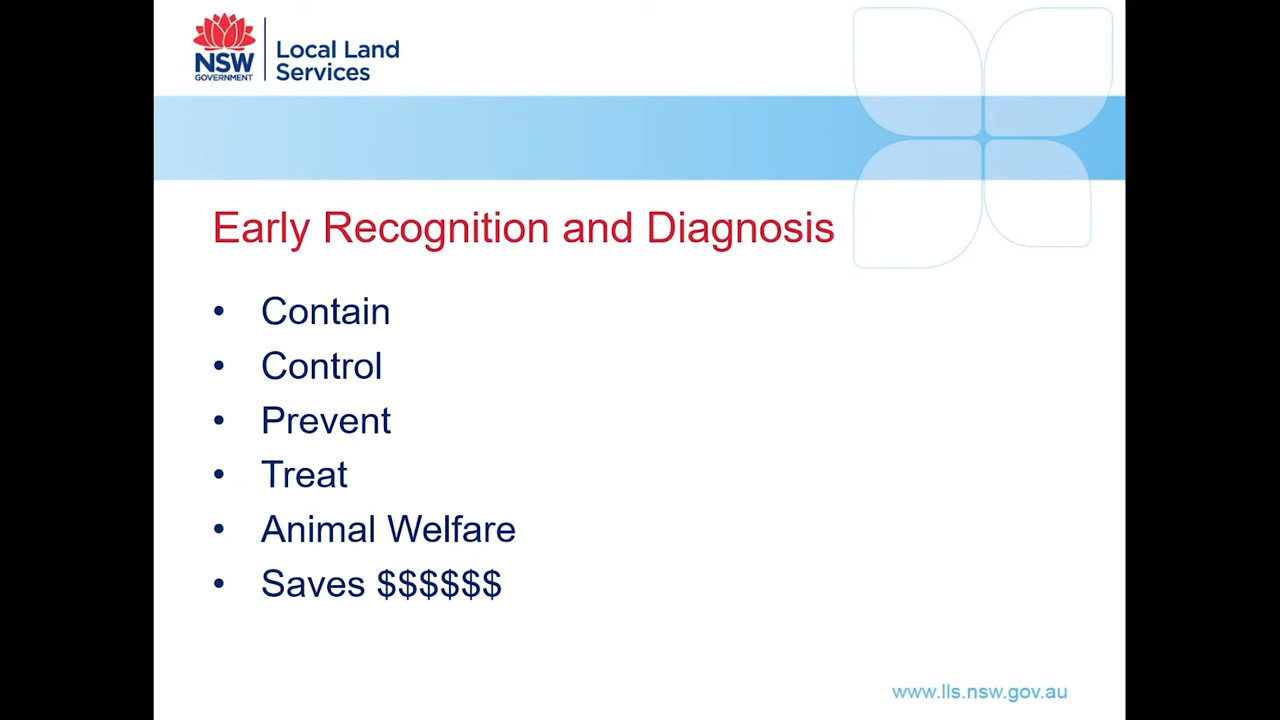 NSW
GOVERNMENT
Local Land
Services
Early Recognition and Diagnosis
• Contain
• Control
• Prevent
• Treat
• Animal Welfare
• Saves $$$$$$
www.lls.nsw.gov.au